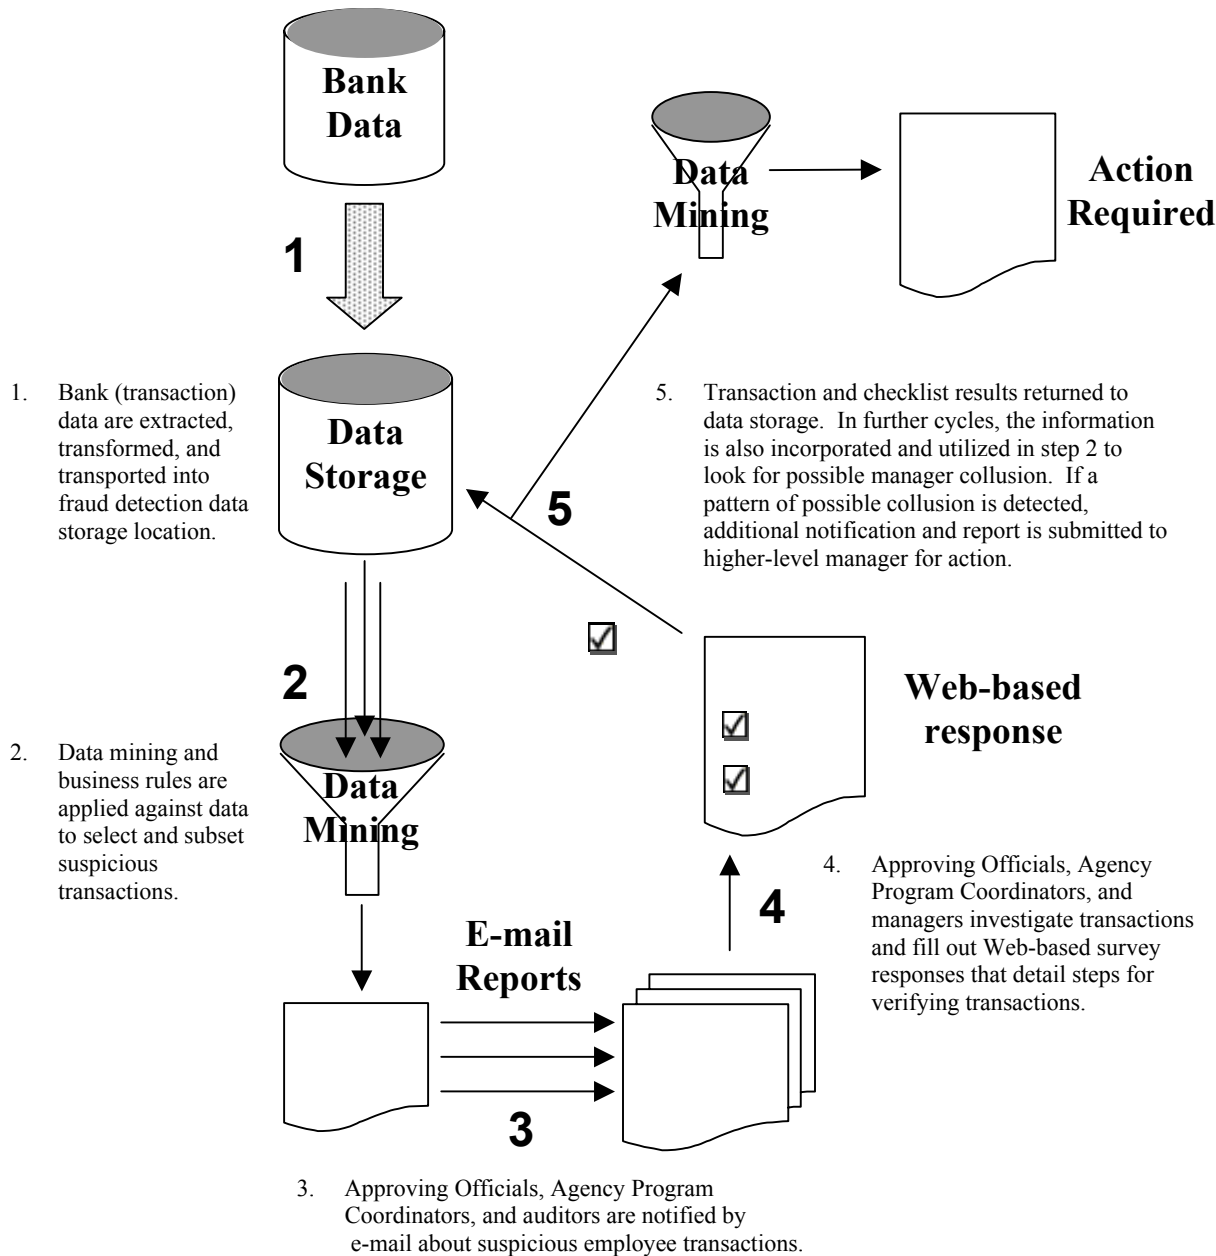 Bank
Data
1
1. Bank (transaction)
data are extracted,
transformed, and
transported into
fraud detection data
storage location.
Data
Storage
2
2. Data mining and
business rules are
applied against data
to select and subset
suspicious
transactions.
Data
Mining
E-mail
Reports
3
3. Approving Officials, Agency Program
Coordinators, and auditors are notified by
e-mail about suspicious employee transactions.
4
4. Approving Officials, Agency
Program Coordinators, and
managers investigate transactions
and fill out Web-based survey
responses that detail steps for
verifying transactions.
Web-based
response
5
5. Transaction and checklist results returned to
data storage. In further cycles, the information
is also incorporated and utilized in step 2 to
look for possible manager collusion. If a
pattern of possible collusion is detected,
additional notification and report is submitted to
higher-level manager for action.
Data
Mining
Action
Required